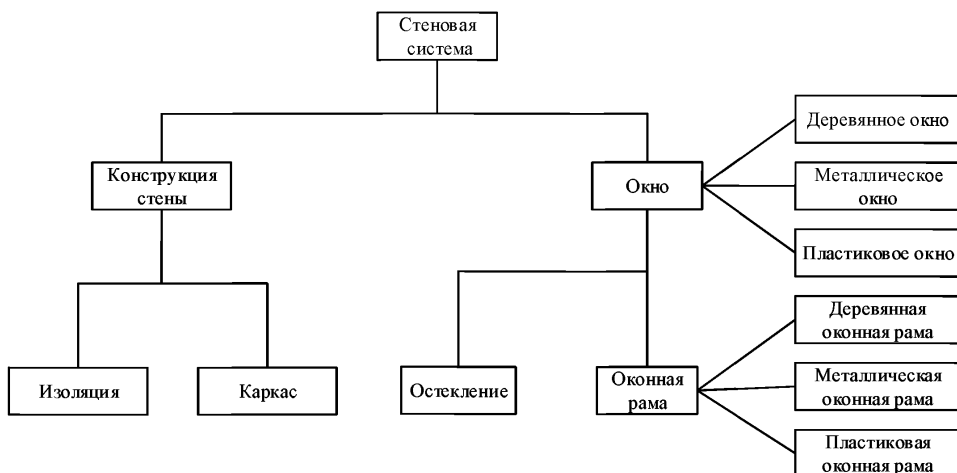 Стеновая
система
Деревянное окно
Конструкция
стены
Окно
Металлическое
окно
Пластиковое окно
Деревянная
оконная рама
Изоляция
Каркас
Остекление
Оконная
рама
Металлическая
оконная рама
Пластиковая
оконная рама